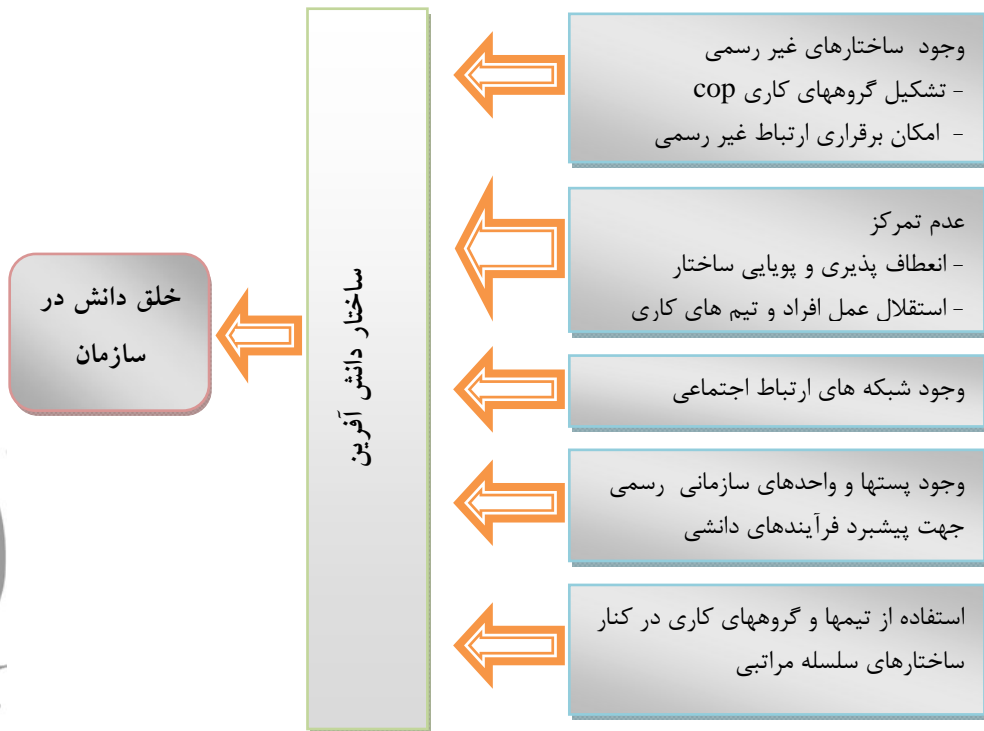 وجود ساختارهای غیر رسمی
- تشکیل گروههای کاری cop
- امکان برقراری ارتباط غیر رسمی
عدم تمرکز
- انعطاف پذیری و پویایی ساختار
- استقلال عمل افراد و تیم های کاری
وجود شبکه های ارتباط اجتماعی
وجود پستها و واحدهای سازمانی رسمی
جهت پیشبرد فرآیندهای دانشی
استفاده از تیمها و گروههای کاری در کنار
ساختارهای سلسله مراتبی
ساختار دانش آفرین
خلق دانش در
سازمان